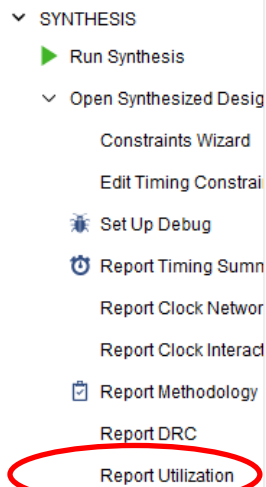 SYNTHESIS
Run Synthesis
Open Synthesized Desig
Constraints Wizard
Edit Timing Constrai
Set Up Debug
Report Timing Summ
Report Clock Networ
Report Clock Interact
Report Methodology
Report DRC
Report Utilization